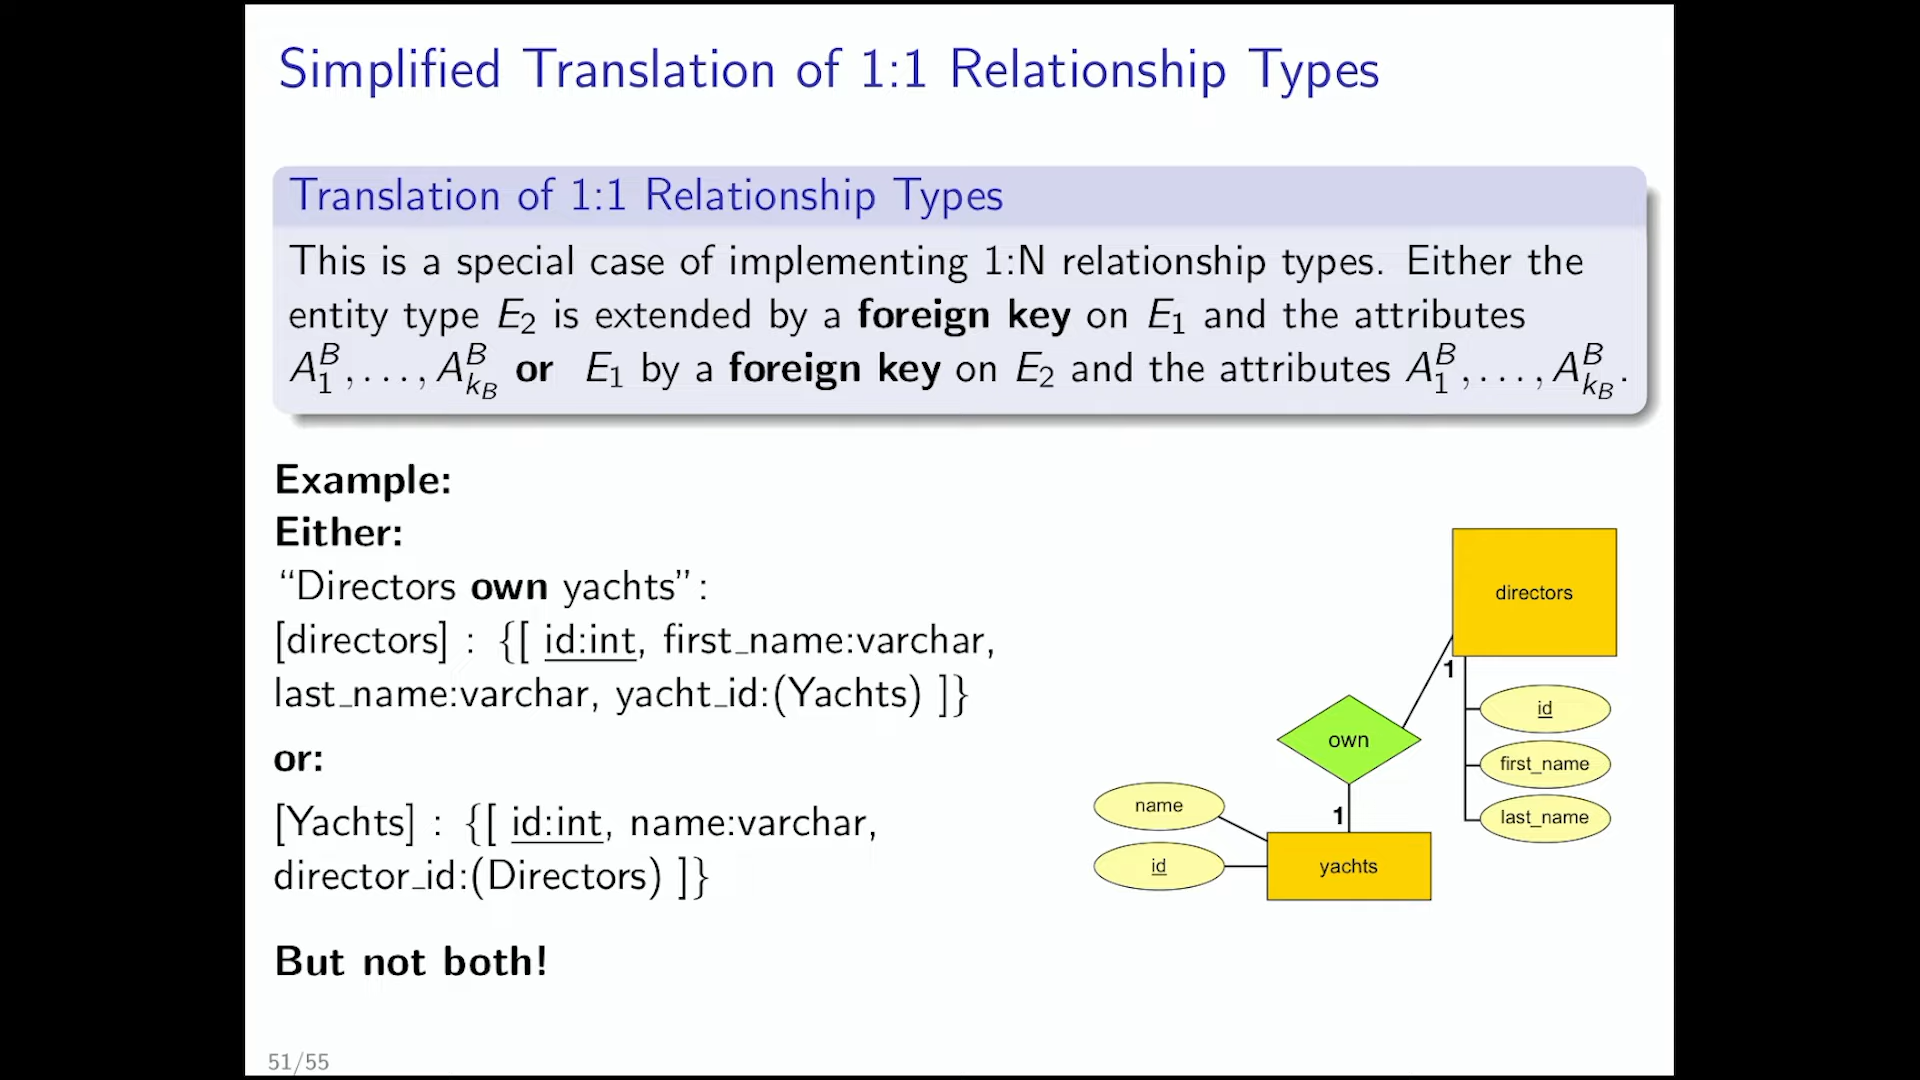 Simplified Translation of 1:1 Relationship Types
Translation of 1:1 Relationship Types
This is a special case of implementing 1:N relationship types. Either the
entity type E₂ is extended by a foreign key on E₁ and the attributes
A₁ᴮ, . . . , A_{k_B}^B or E₁ by a foreign key on E₂ and the attributes A₁ᴮ, . . . , A_{k_B}^B.
Example:
Either:
“Directors own yachts”:
[directors] : {[ id:int, first_name:varchar,
last_name:varchar, yacht_id:(Yachts) ]}
or:
[Yachts] : {[ id:int, name:varchar,
director_id:(Directors) ]}
But not both!
directors
1
id
own
first_name
name
1
last_name
id
yachts
51/55